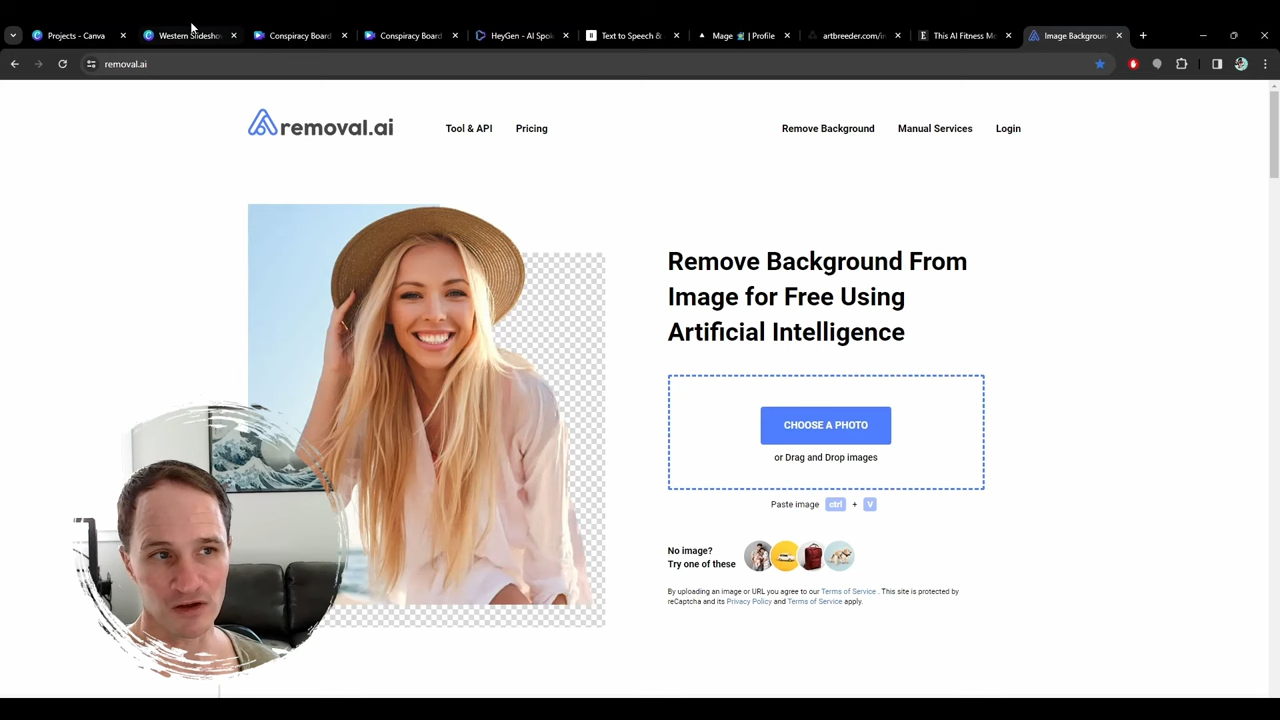 Projects - Canva
Western Slidesho
Conspiracy Board
Conspiracy Board
HeyGen - AI Spo
Text to Speech &
Mage | Profile
artbreeder.com/in
This AI Fitness Mo
Image Backgroun
removal.ai
removal.ai
Tool & API
Pricing
Remove Background
Manual Services
Login
Remove Background From
Image for Free Using
Artificial Intelligence
CHOOSE A PHOTO
or Drag and Drop images
Paste image ctrl + V
No image?
Try one of these
By uploading an image or URL you agree to our Terms of Service . This site is protected by
reCaptcha and its Privacy Policy and Terms of Service apply.